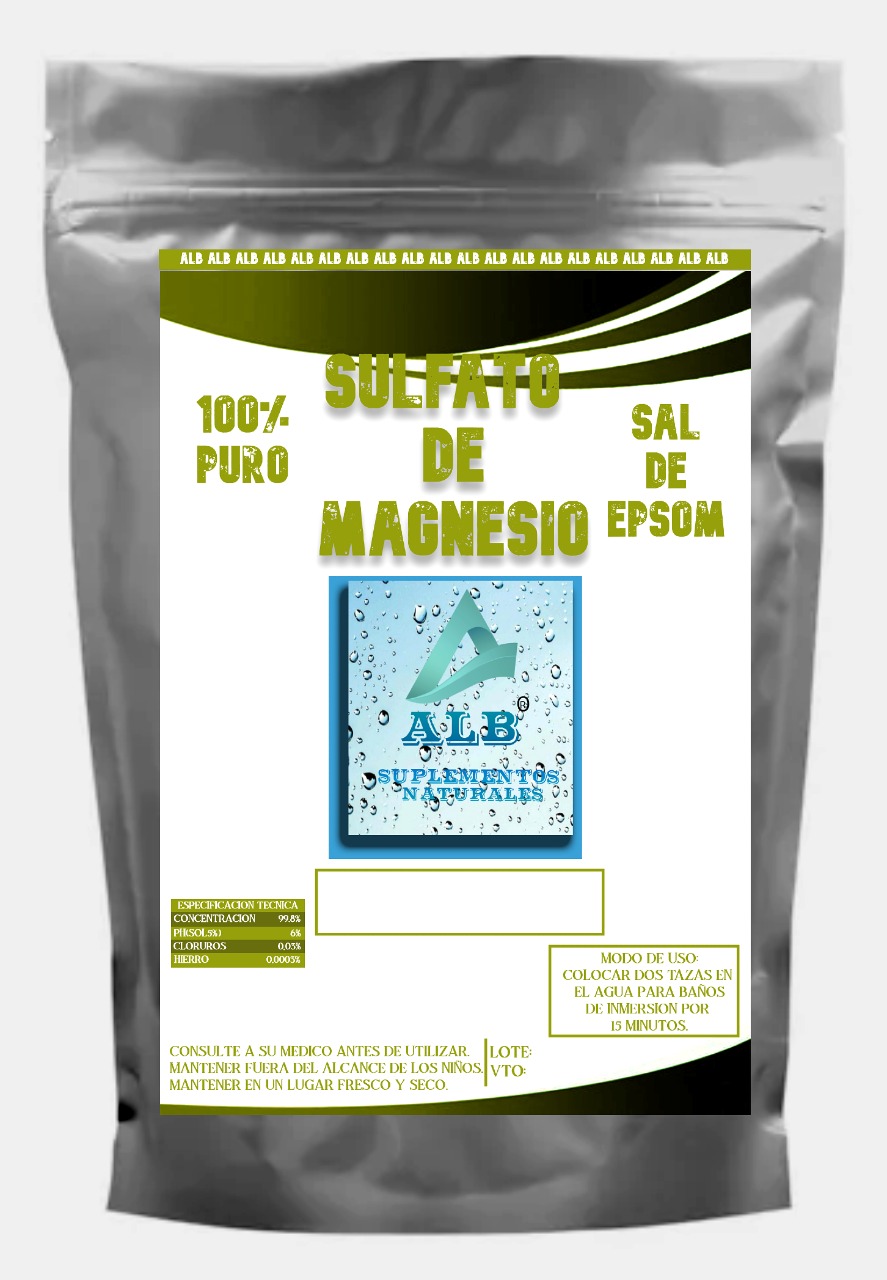 ALB ALB ALB ALB ALB ALB ALB ALB ALB ALB ALB ALB ALB ALB ALB ALB ALB ALB ALB ALB
100%
PURO
SULFATO
DE
MAGNESIO
SAL
DE
EPSOM
ALB®
SUPLEMENTOS
NATURALES
ESPECIFICACION TECNICA
CONCENTRACION 99.8%
PH(SOL5%) 6%
CLORUROS 0,03%
HIERRO 0.0003%
MODO DE USO:
COLOCAR DOS TAZAS EN
EL AGUA PARA BAÑOS
DE INMERSION POR
15 MINUTOS.
CONSULTE A SU MEDICO ANTES DE UTILIZAR.
MANTENER FUERA DEL ALCANCE DE LOS NIÑOS.
MANTENER EN UN LUGAR FRESCO Y SECO.
LOTE:
VTO: